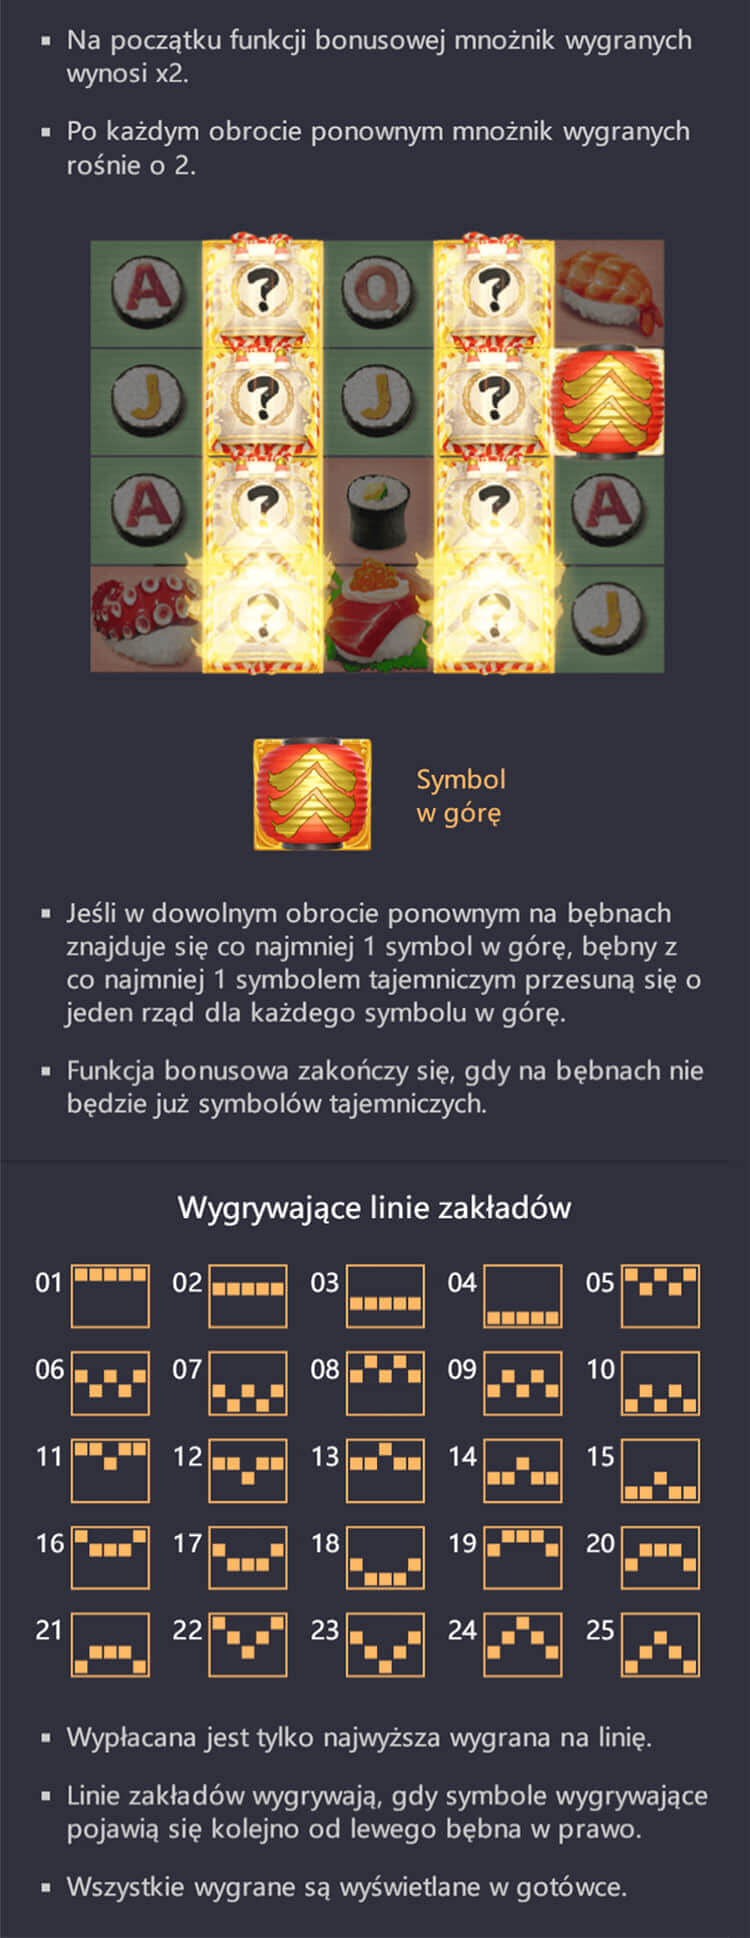 Na początku funkcji bonusowej mnożnik wygranych
wynosi x2.
Po każdym obrocie ponownym mnożnik wygranych
rośnie o 2.
A ? Q ?
J ? J ?
A ? ? A
? ? J
Symbol
w górę
Jeśli w dowolnym obrocie ponownym na bębnach
znajduje się co najmniej 1 symbol w górę, bębny z
co najmniej 1 symbolem tajemniczym przesuną się o
jeden rząd dla każdego symbolu w górę.
Funkcja bonusowa zakończy się, gdy na bębnach nie
będzie już symbolów tajemniczych.
Wygrywające linie zakładów
01 02 03 04 05
06 07 08 09 10
11 12 13 14 15
16 17 18 19 20
21 22 23 24 25
Wypłacana jest tylko najwyższa wygrana na linię.
Linie zakładów wygrywają, gdy symbole wygrywające
pojawią się kolejno od lewego bębna w prawo.
Wszystkie wygrane są wyświetlane w gotówce.